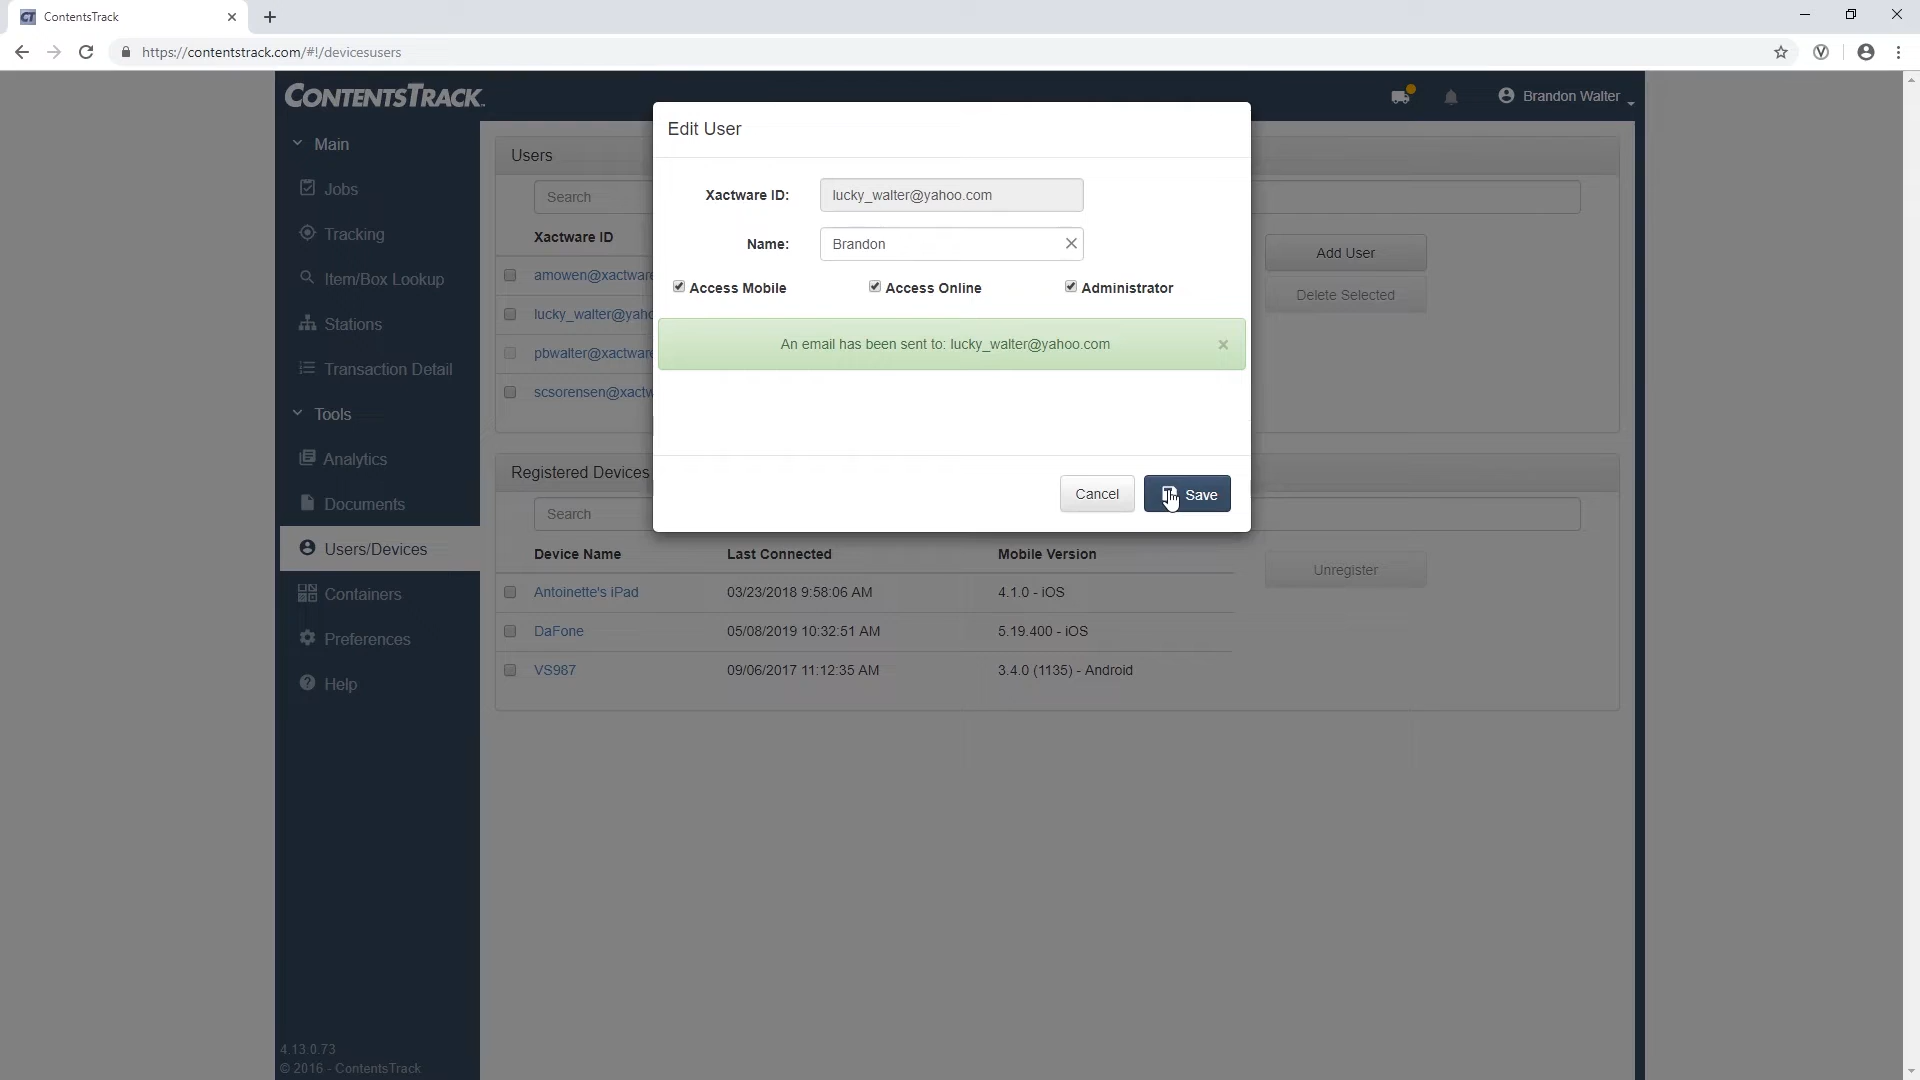 ContentsTrack
https://contentstrack.com/#!/devicesusers
CONTENTSTRACK
Brandon Walter
Main
Jobs
Tracking
Item/Box Lookup
Stations
Transaction Detail
Tools
Analytics
Documents
Users/Devices
Containers
Preferences
Help
4.13.0.73
© 2016 - ContentsTrack
Users
Search
Xactware ID
amowen@xactware
lucky_walter@yaho
pbwalter@xactware
scsorensen@xactw
Add User
Delete Selected
Edit User
Xactware ID: lucky_walter@yahoo.com
Name: Brandon
Access Mobile Access Online Administrator
An email has been sent to: lucky_walter@yahoo.com
Cancel Save
Registered Devices
Search
Device Name Last Connected Mobile Version
Antoinette's iPad 03/23/2018 9:58:06 AM 4.1.0 - iOS
DaFone 05/08/2019 10:32:51 AM 5.19.400 - iOS
VS987 09/06/2017 11:12:35 AM 3.4.0 (1135) - Android
Unregister